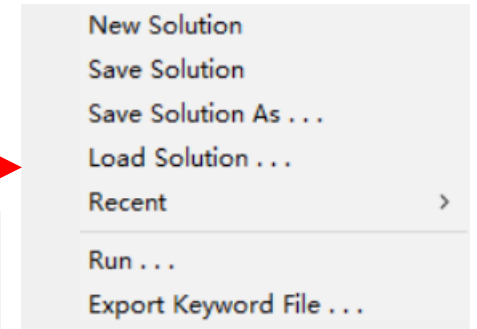 New Solution
Save Solution
Save Solution As . . .
Load Solution . . .
Recent
Run . . .
Export Keyword File . . .